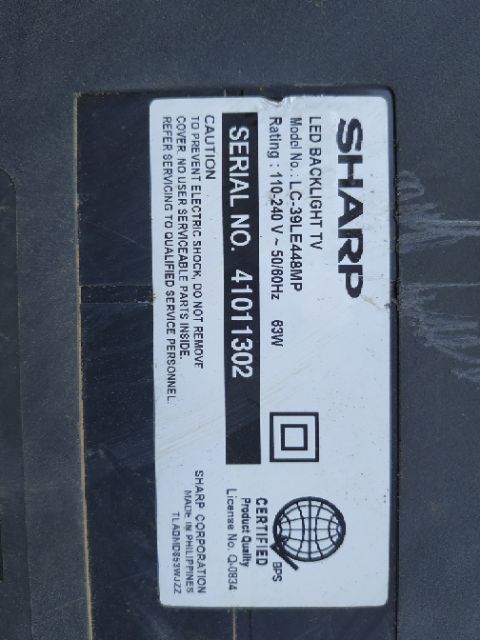 SHARP
LED BACKLIGHT TV
Model No.: LC-39LE448MP
Rating : 110-240 V ~ 50/60Hz 63W
SERIAL NO. 41011302
CAUTION
TO PREVENT ELECTRIC SHOCK, DO NOT REMOVE
COVER. NO USER SERVICEABLE PARTS INSIDE.
REFER SERVICING TO QUALIFIED SERVICE PERSONNEL.
BPS
CERTIFIED
Product Quality
License No. Q-0834
SHARP CORPORATION
MADE IN PHILIPPINES
TLABMD853WJZZ